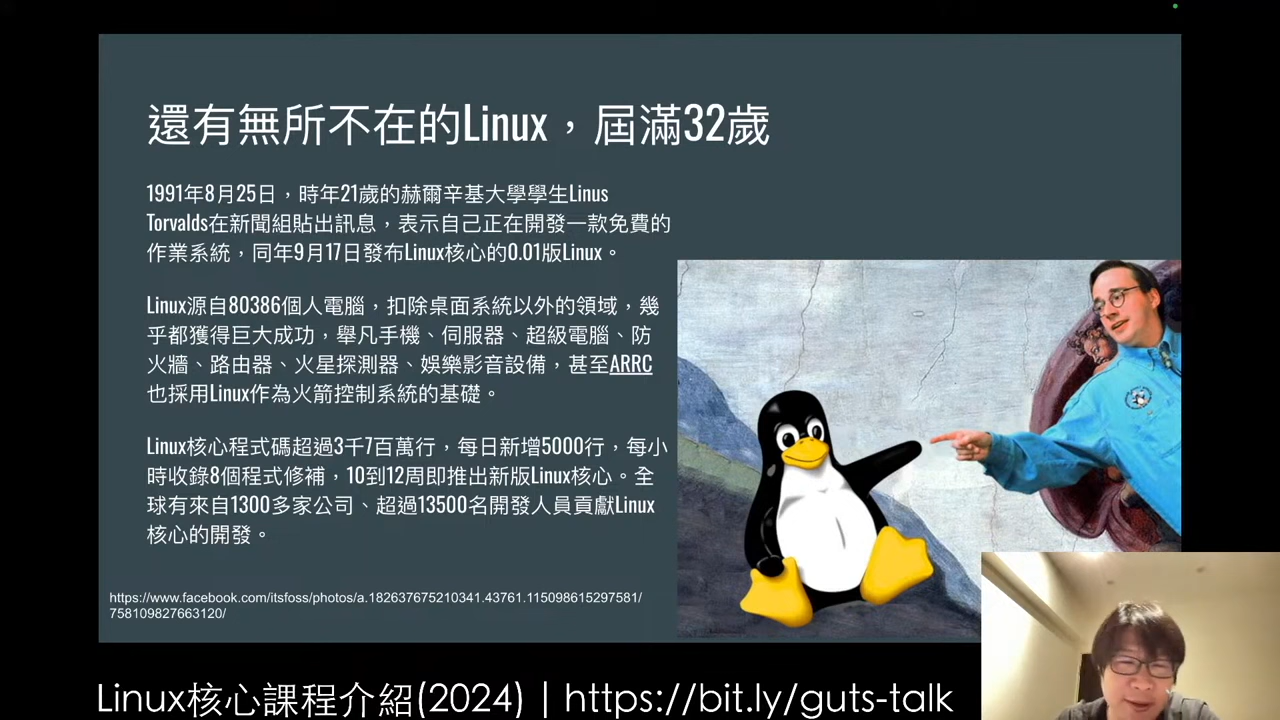 還有無所不在的Linux，屆滿32歲
1991年8月25日，時年21歲的赫爾辛基大學學生Linus
Torvalds在新聞組貼出訊息，表示自己正在開發一款免費的
作業系統，同年9月17日發布Linux核心的0.01版Linux。
Linux源自80386個人電腦，扣除桌面系統以外的領域，幾
乎都獲得巨大成功，舉凡手機、伺服器、超級電腦、防
火牆、路由器、火星探測器、娛樂影音設備，甚至ARRC
也採用Linux作為火箭控制系統的基礎。
Linux核心程式碼超過3千7百萬行，每日新增5000行，每小
時收錄8個程式修補，10到12周即推出新版Linux核心。全
球有來自1300多家公司、超過13500名開發人員貢獻Linux
核心的開發。
https://www.facebook.com/itsfoss/photos/a.182637675210341.43761.115098615297581/
758109827663120/
Linux核心課程介紹(2024) | https://bit.ly/guts-talk